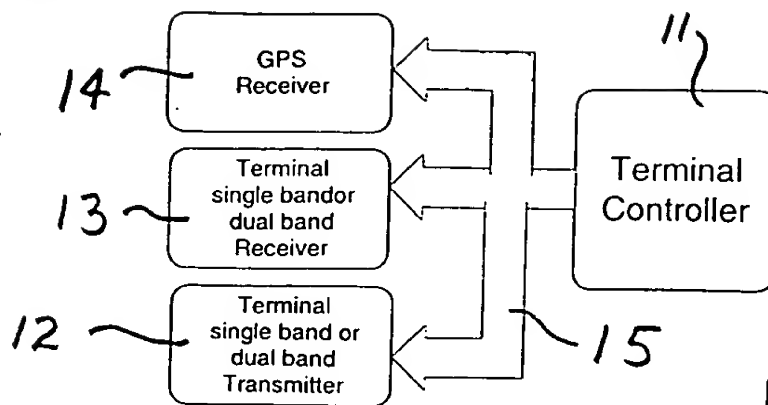 14
GPS
Receiver
11
Terminal
Controller
13
Terminal
single bandor
dual band
Receiver
12
Terminal
single band or
dual band
Transmitter
15